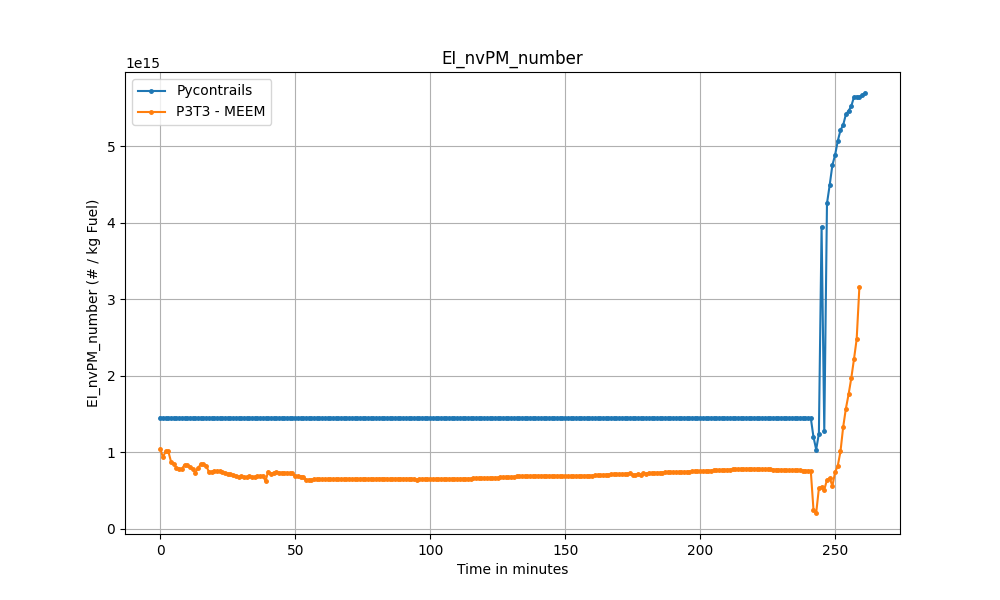 EI_nvPM_number
1e15
Pycontrails
P3T3 - MEEM
EI_nvPM_number (# / kg Fuel)
5
4
3
2
1
0
0 50 100 150 200 250
Time in minutes